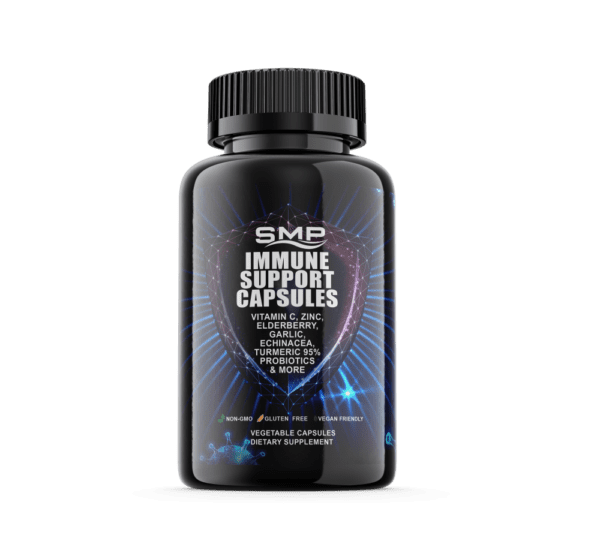 SMP
IMMUNE
SUPPORT
CAPSULES
VITAMIN C, ZINC,
ELDERBERRY,
GARLIC,
ECHINACEA,
TURMERIC 95%
PROBIOTICS
& MORE
NON-GMO GLUTEN FREE VEGAN FRIENDLY
VEGETABLE CAPSULES
DIETARY SUPPLEMENT